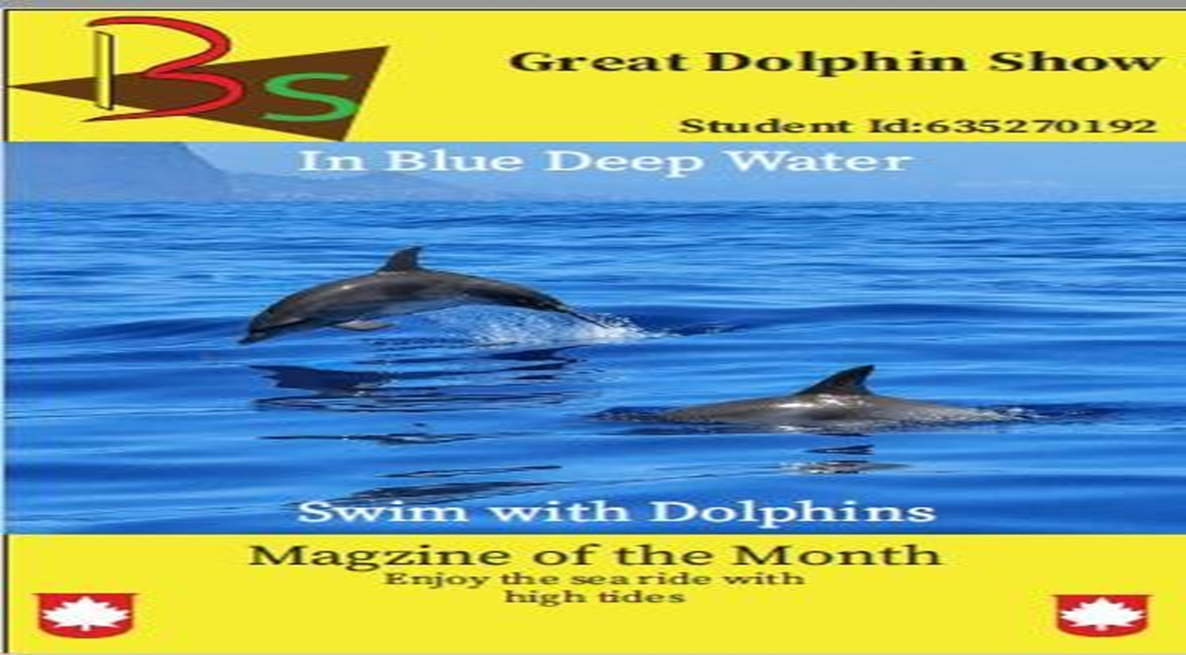 Bs
Great Dolphin Show
Student Id:635270192
In Blue Deep Water
Swim with Dolphins
Magzine of the Month
Enjoy the sea ride with
high tides